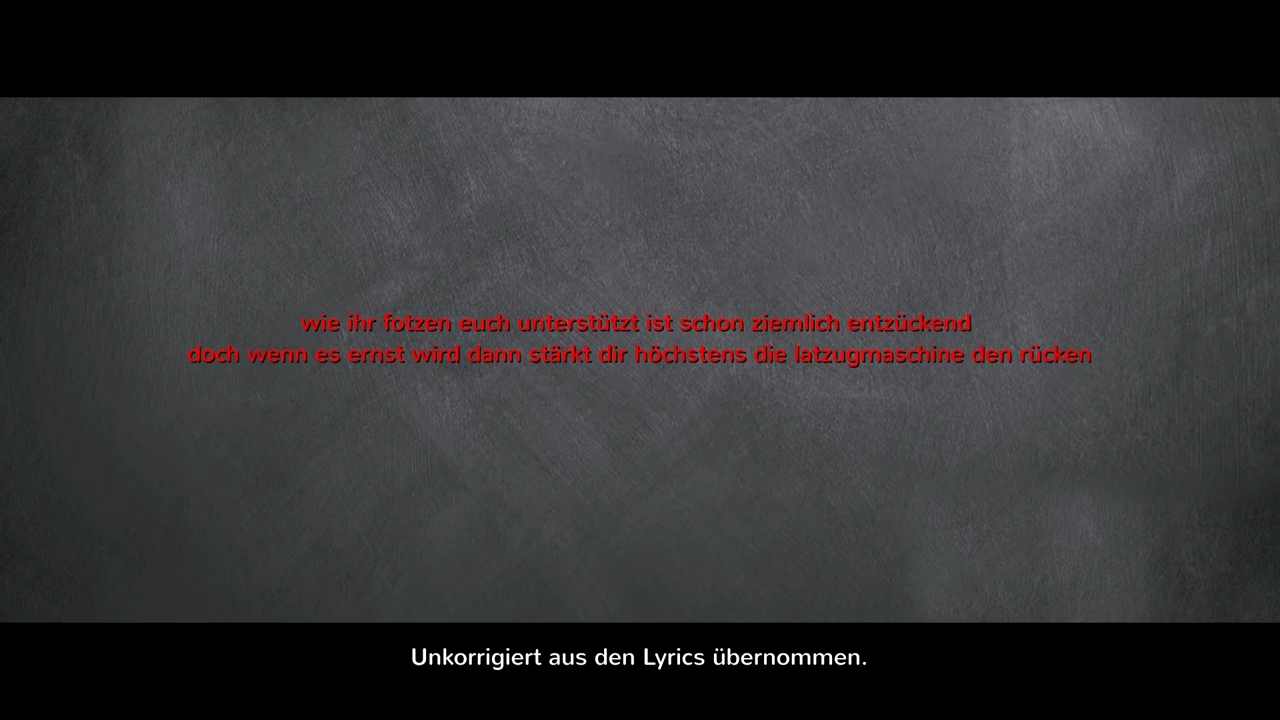 wie ihr fotzen euch unterstützt ist schon ziemlich entzückend
doch wenn es ernst wird dann stärkt dir höchstens die latzugmaschine den rücken
Unkorrigiert aus den Lyrics übernommen.